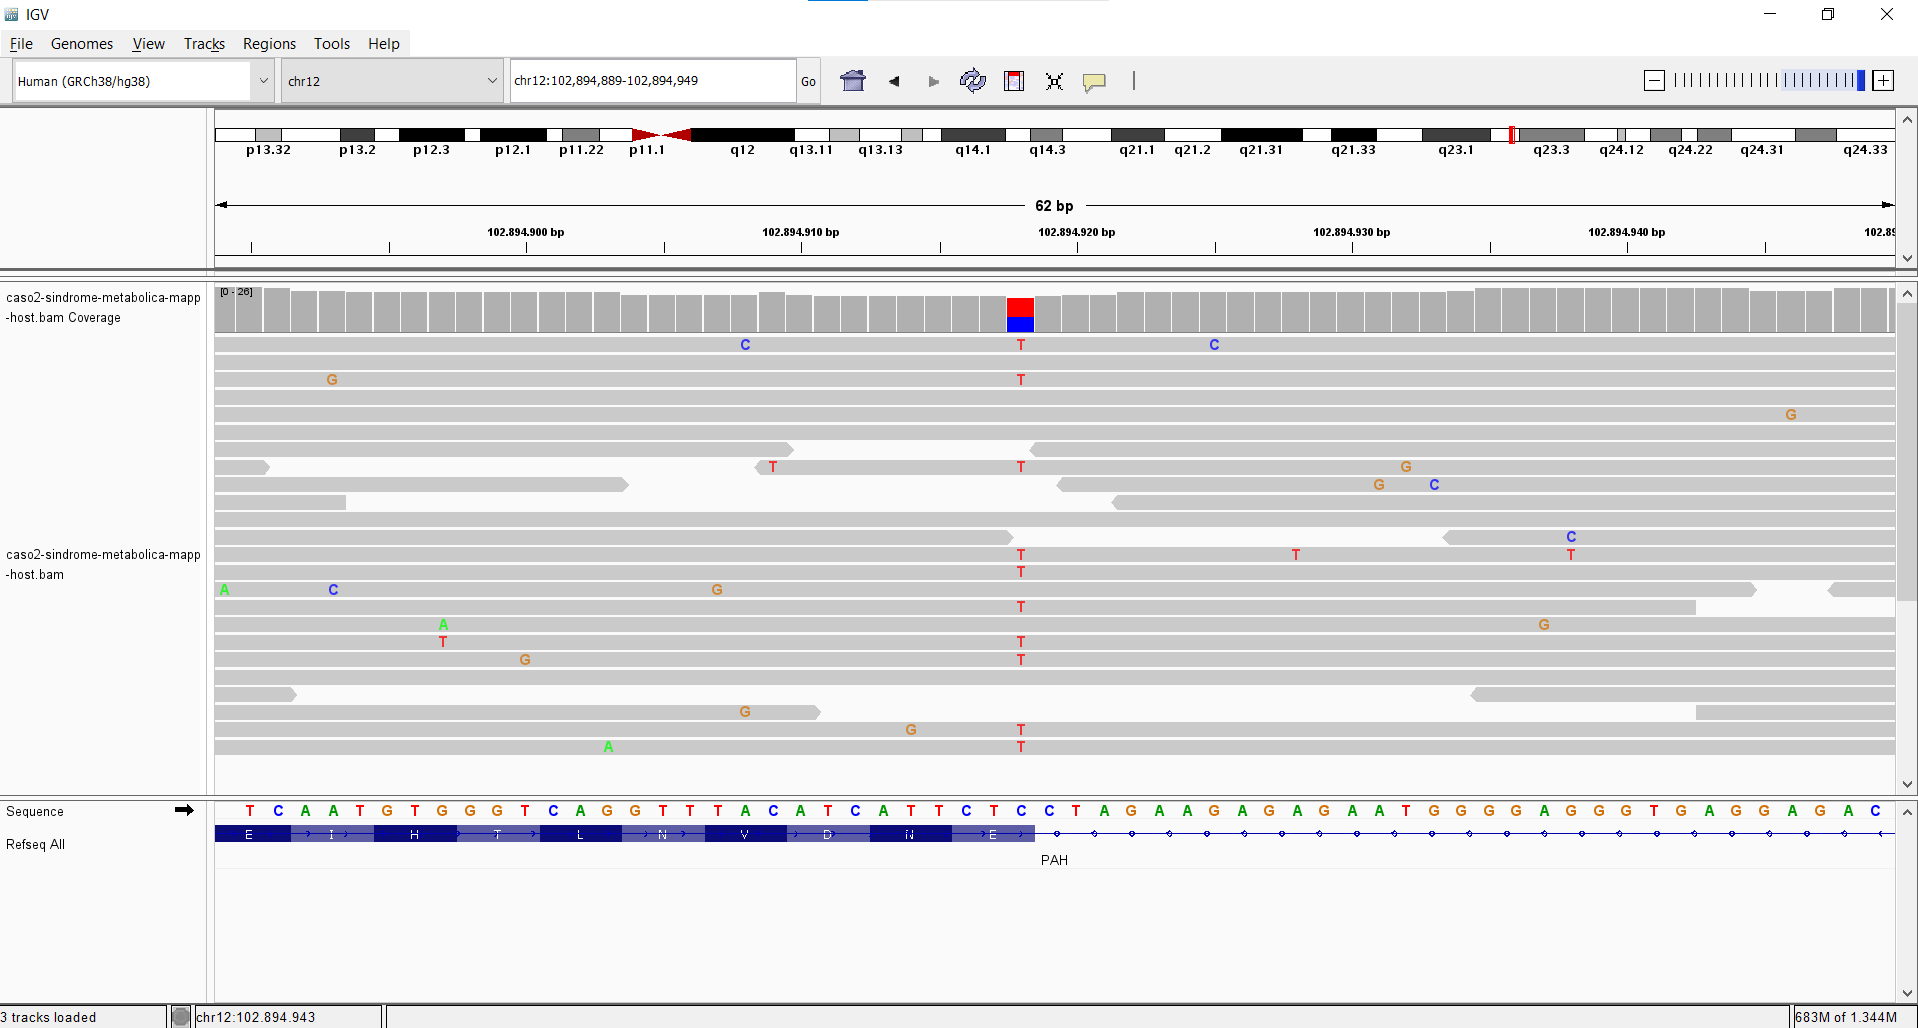 IGV
File Genomes View Tracks Regions Tools Help
Human (GRCh38/hg38) chr12 chr12:102,894,889-102,894,949 Go
p13.32 p13.2 p12.3 p12.1 p11.22 p11.1 q12 q13.11 q13.13 q14.1 q14.3 q21.1 q21.2 q21.31 q21.33 q23.1 q23.3 q24.12 q24.22 q24.31 q24.33
62 bp
102.894.900 bp 102.894.910 bp 102.894.920 bp 102.894.930 bp 102.894.940 bp 102.89
caso2-sindrome-metabolica-mapp
-host.bam Coverage
[0 - 26]
C T C
G T
G
T T G
G C
C
caso2-sindrome-metabolica-mapp
-host.bam
T T T
T
A C G
T
A G
T T
G T
G
G T
A T
Sequence T C A A T G T G G G T C A G G T T T A C A T C A T T C T C C T A G A A G A G A G A A T G G G G A G G G T G A G G A G A C
E I H T L N V D N E
Refseq All
PAH
3 tracks loaded chr12:102.894.943 683M of 1.344M